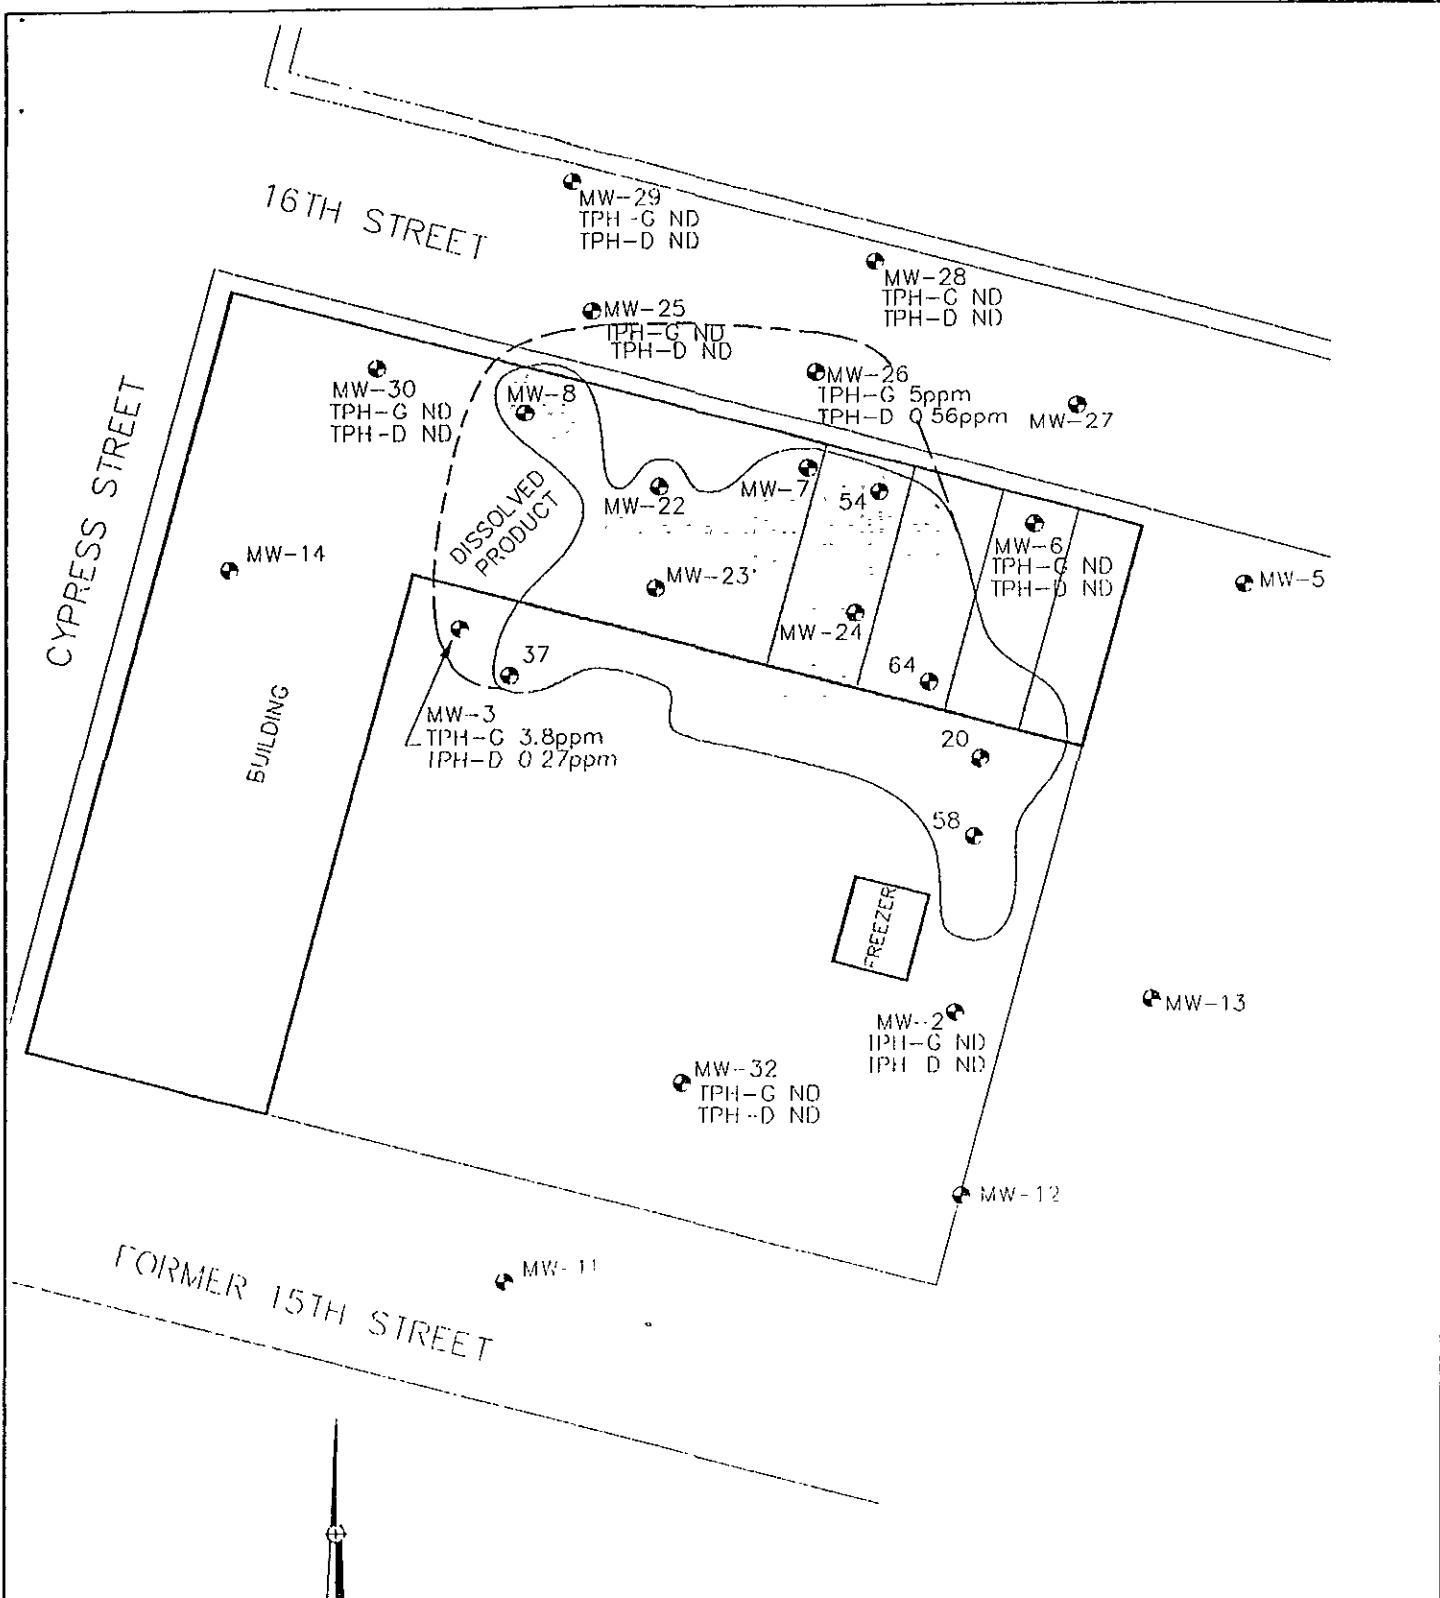 16TH STREET
MW-29
TPH-G ND
TPH-D ND
MW-28
TPH-G ND
TPH-D ND
MW-25
TPH-G ND
TPH-D ND
MW-26
TPH-G 5ppm
TPH-D 0.56ppm
MW-27
MW-30
TPH-G ND
TPH-D ND
MW-8
CYPRESS STREET
MW-22
MW-7
54
DISSOLVED
PRODUCT
MW-6
TPH-G ND
TPH-D ND
MW-14
MW-23
MW-5
MW-24
37
64
BUILDING
MW-3
TPH-G 3.8ppm
TPH-D 0.27ppm
20
58
FREEZER
MW-13
MW-2
TPH-G ND
TPH-D ND
MW-32
TPH-G ND
TPH-D ND
MW-12
MW-11
FORMER 15TH STREET